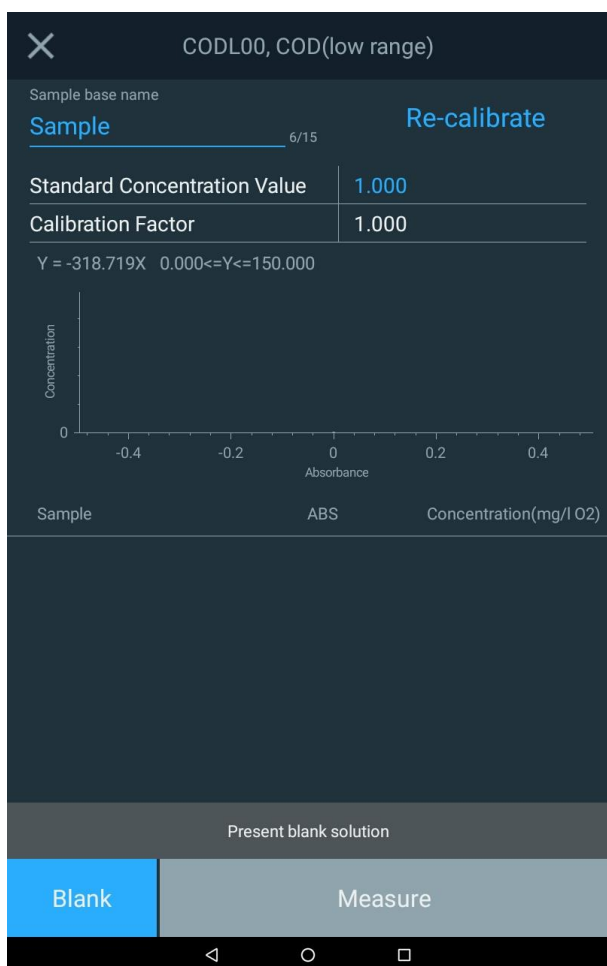 CODL00, COD(low range)
Sample base name
Sample
6/15
Re-calibrate
Standard Concentration Value 1.000
Calibration Factor 1.000
Y = -318.719X 0.000<=Y<=150.000
Concentration
0
-0.4 -0.2 0 0.2 0.4
Absorbance
Sample ABS Concentration(mg/l O2)
Present blank solution
Blank Measure